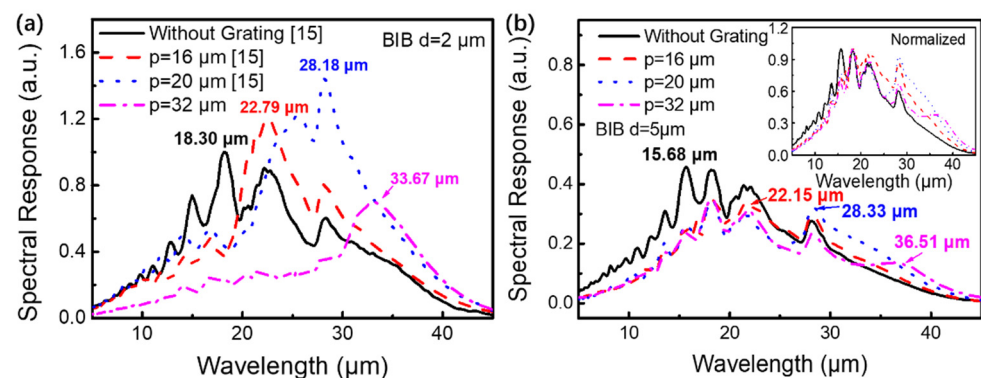 (a)
Without Grating [15]
p=16 µm [15]
p=20 µm [15]
p=32 µm
BIB d=2 µm
28.18 µm
22.79 µm
18.30 µm
33.67 µm
1.6
1.2
0.8
0.4
0.0
10
20
30
40
Spectral Response (a.u.)
Wavelength (µm)
(b)
Without Grating
p=16 µm
p=20 µm
p=32 µm
BIB d=5µm
15.68 µm
22.15 µm
28.33 µm
36.51 µm
0.8
0.6
0.4
0.2
0.0
10
20
30
40
Spectral Response (a.u.)
Wavelength (µm)
Normalized
1.2
0.9
0.6
0.3
0.0
10
20
30
40
Wavelength (µm)